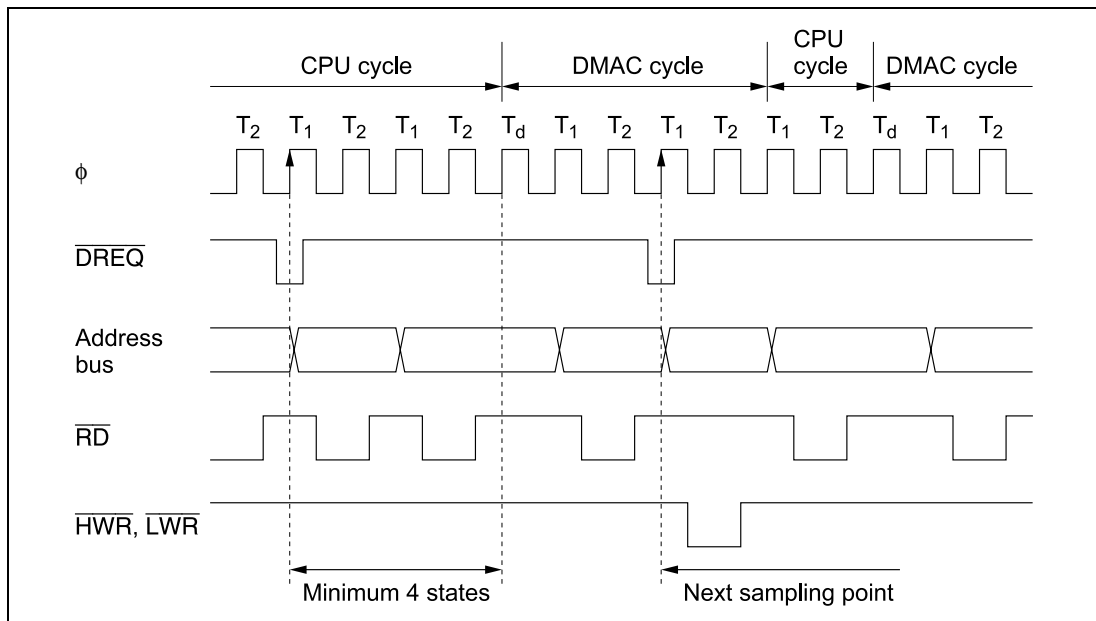 CPU cycle DMAC cycle CPU cycle DMAC cycle
T2 T1 T2 T1 T2 Td T1 T2 T1 T2 T1 T2 Td T1 T2
φ
DREQ
Address
bus
RD
HWR, LWR
Minimum 4 states Next sampling point